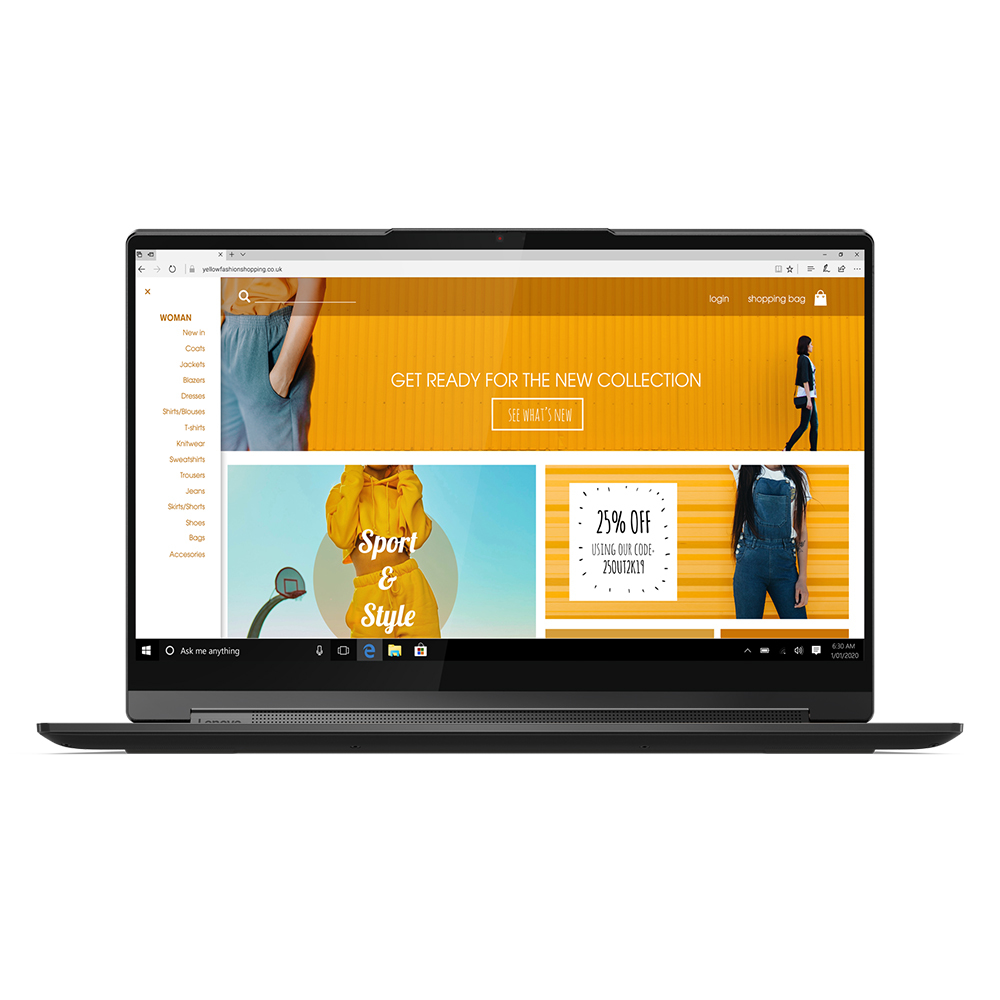 yellowfashionshopping.co.uk
login
shopping bag
WOMAN
New in
Coats
Jackets
Blazers
Dresses
Shirts/Blouses
T-shirts
Knitwear
Sweatshirts
Trousers
Jeans
Skirts/Shorts
Shoes
Bags
Accesories
GET READY FOR THE NEW COLLECTION
SEE WHAT'S NEW
Sport
&
Style
25% OFF
USING OUR CODE-
25OUT2K19
Ask me anything
6:30 AM
1/01/2020
Lenovo